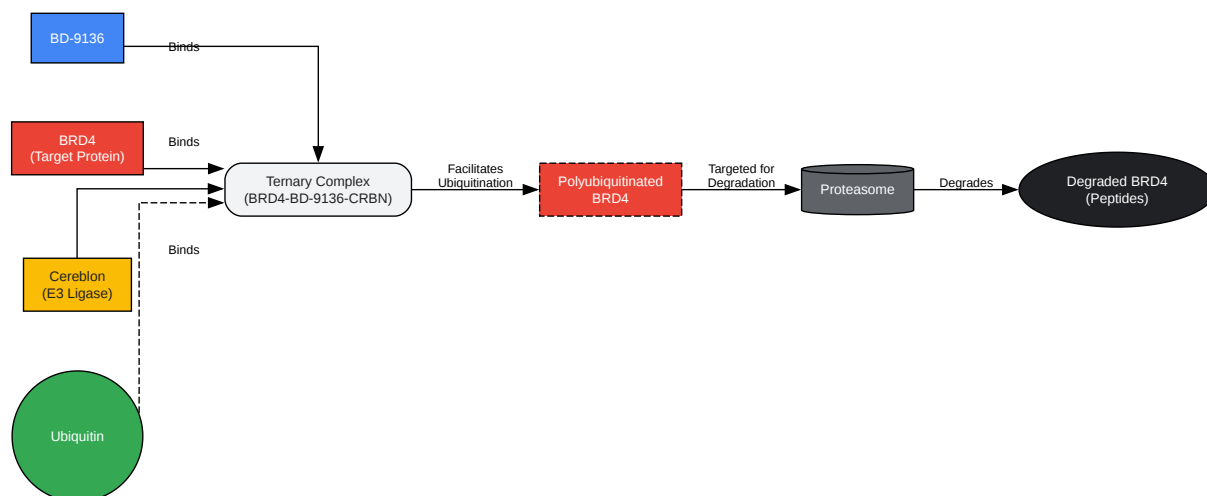 BD-9136
Binds
BRD4
(Target Protein)
Binds
Ternary Complex
(BRD4-BD-9136-CRBN)
Facilitates
Ubiquitination
Polyubiquitinated
BRD4
Targeted for
Degradation
Proteasome
Degrades
Degraded BRD4
(Peptides)
Binds
Cereblon
(E3 Ligase)
Ubiquitin